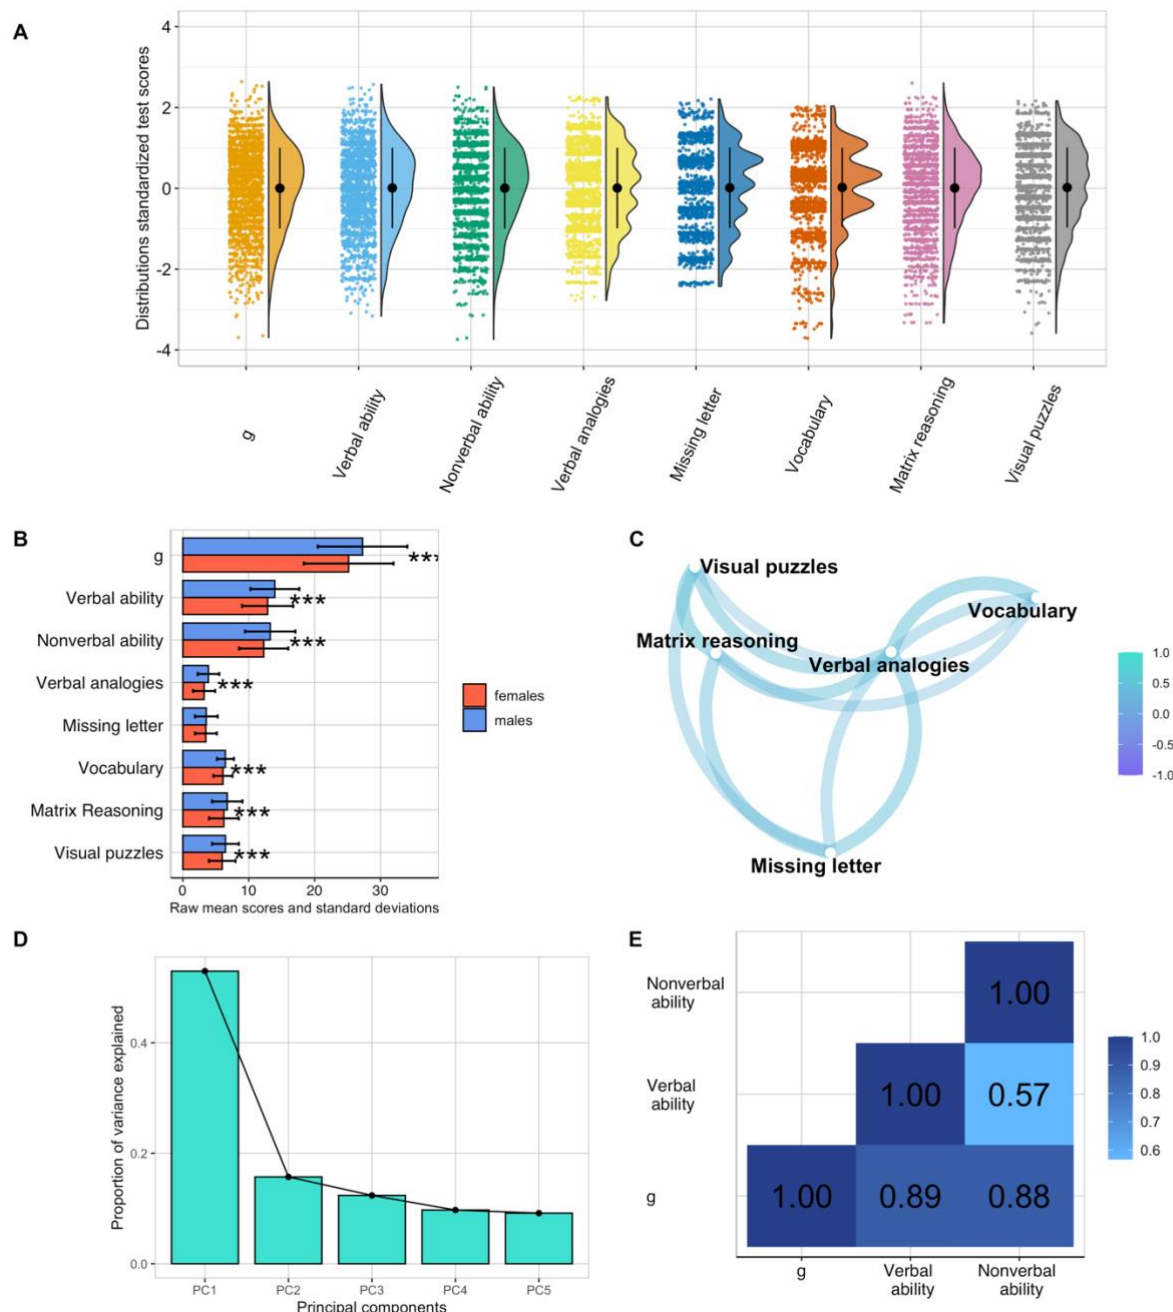 A
Distributions standardized test scores
4
2
0
-2
-4
g
Verbal ability
Nonverbal ability
Verbal analogies
Missing letter
Vocabulary
Matrix reasoning
Visual puzzles
B
g
***
Verbal ability
***
Nonverbal ability
***
Verbal analogies
***
Missing letter
Vocabulary
***
Matrix Reasoning
***
Visual puzzles
***
0 10 20 30
Raw mean scores and standard deviations
females
males
C
Visual puzzles
Vocabulary
Matrix reasoning
Verbal analogies
Missing letter
1.0
0.5
0.0
-0.5
-1.0
D
Proportion of variance explained
0.4
0.2
0.0
PC1 PC2 PC3 PC4 PC5
Principal components
E
Nonverbal
ability
1.00
Verbal
ability
1.00 0.57
g
1.00 0.89 0.88
g
Verbal
ability
Nonverbal
ability
1.0
0.9
0.8
0.7
0.6